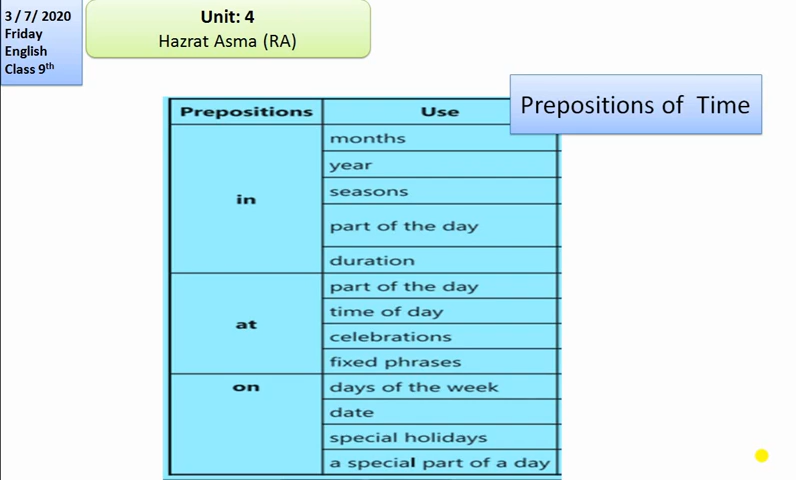 3 / 7/ 2020
Friday
English
Class 9th
Unit: 4
Hazrat Asma (RA)
Prepositions of Time
Prepositions Use
in
months
year
seasons
part of the day
duration
at
part of the day
time of day
celebrations
fixed phrases
on
days of the week
date
special holidays
a special part of a day